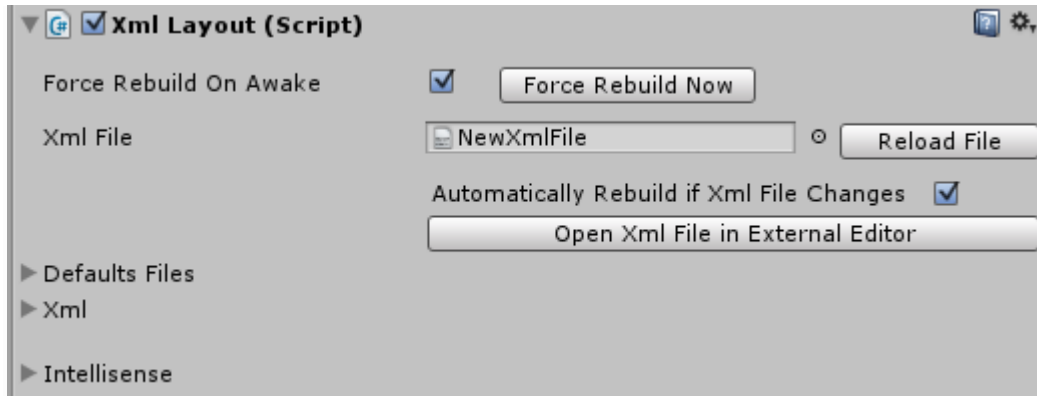 Xml Layout (Script)
Force Rebuild On Awake Force Rebuild Now
Xml File NewXmlFile Reload File
Automatically Rebuild if Xml File Changes
Open Xml File in External Editor
Defaults Files
Xml
Intellisense